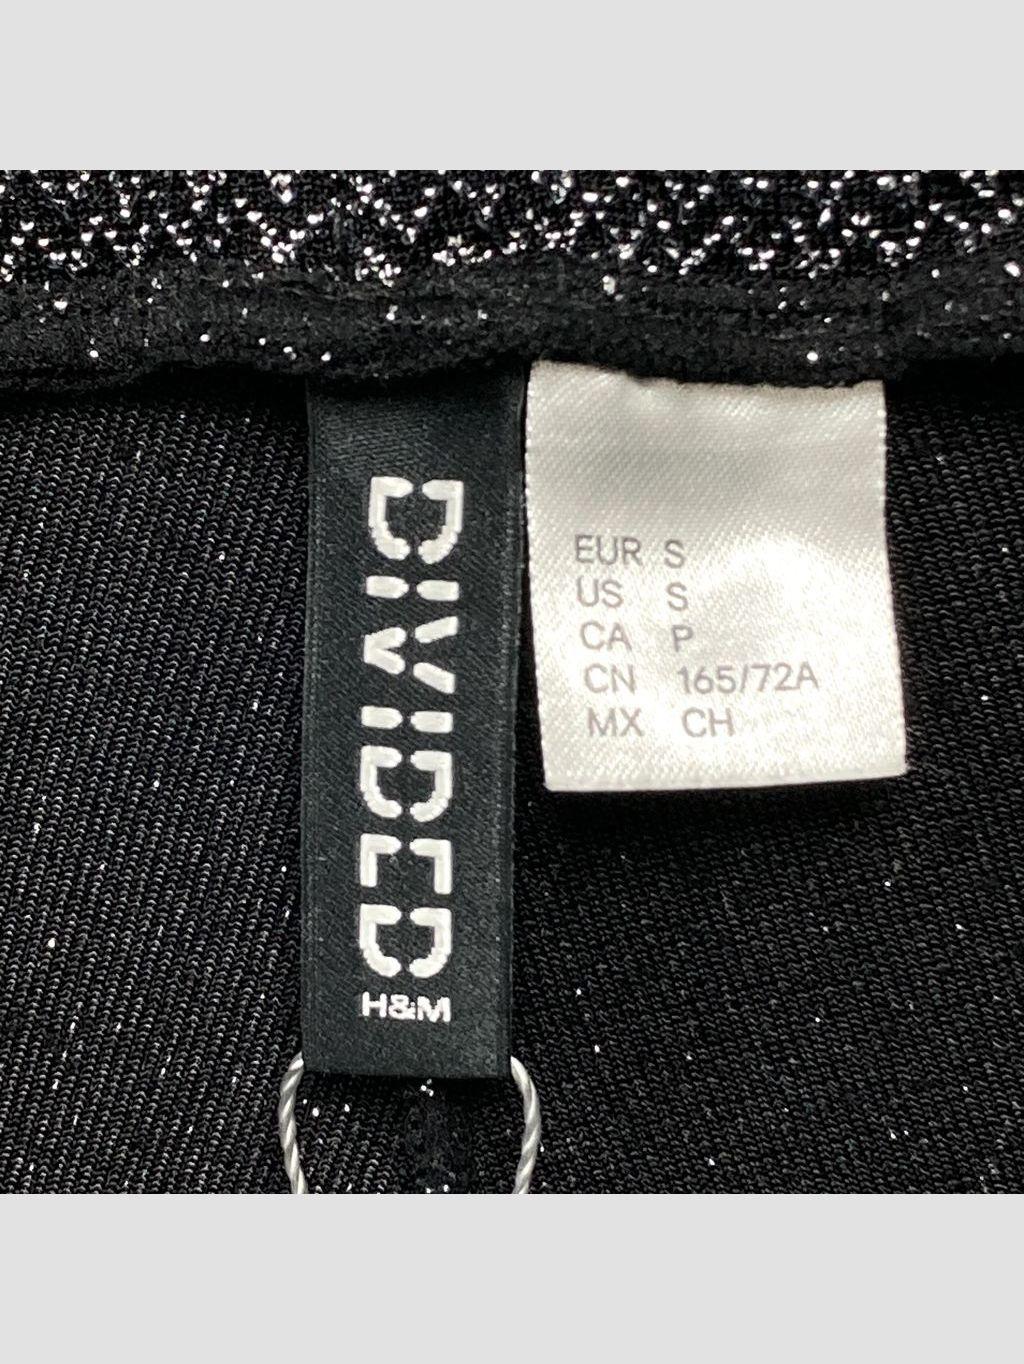 DIVIDED
H&M
EUR S
US S
CA P
CN 165/72A
MX CH